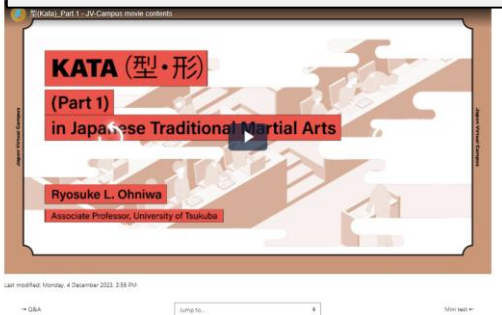 型(Kata)_Part 1 - JV-Campus movie contents
KATA (型・形)
(Part 1)
in Japanese Traditional Martial Arts
Ryosuke L. Ohniwa
Associate Professor, University of Tsukuba
Japan Virtual Campus
Japan Virtual Campus
Last modified: Monday, 4 December 2023, 3:55 PM
Q&A
Jump to...
Mini test